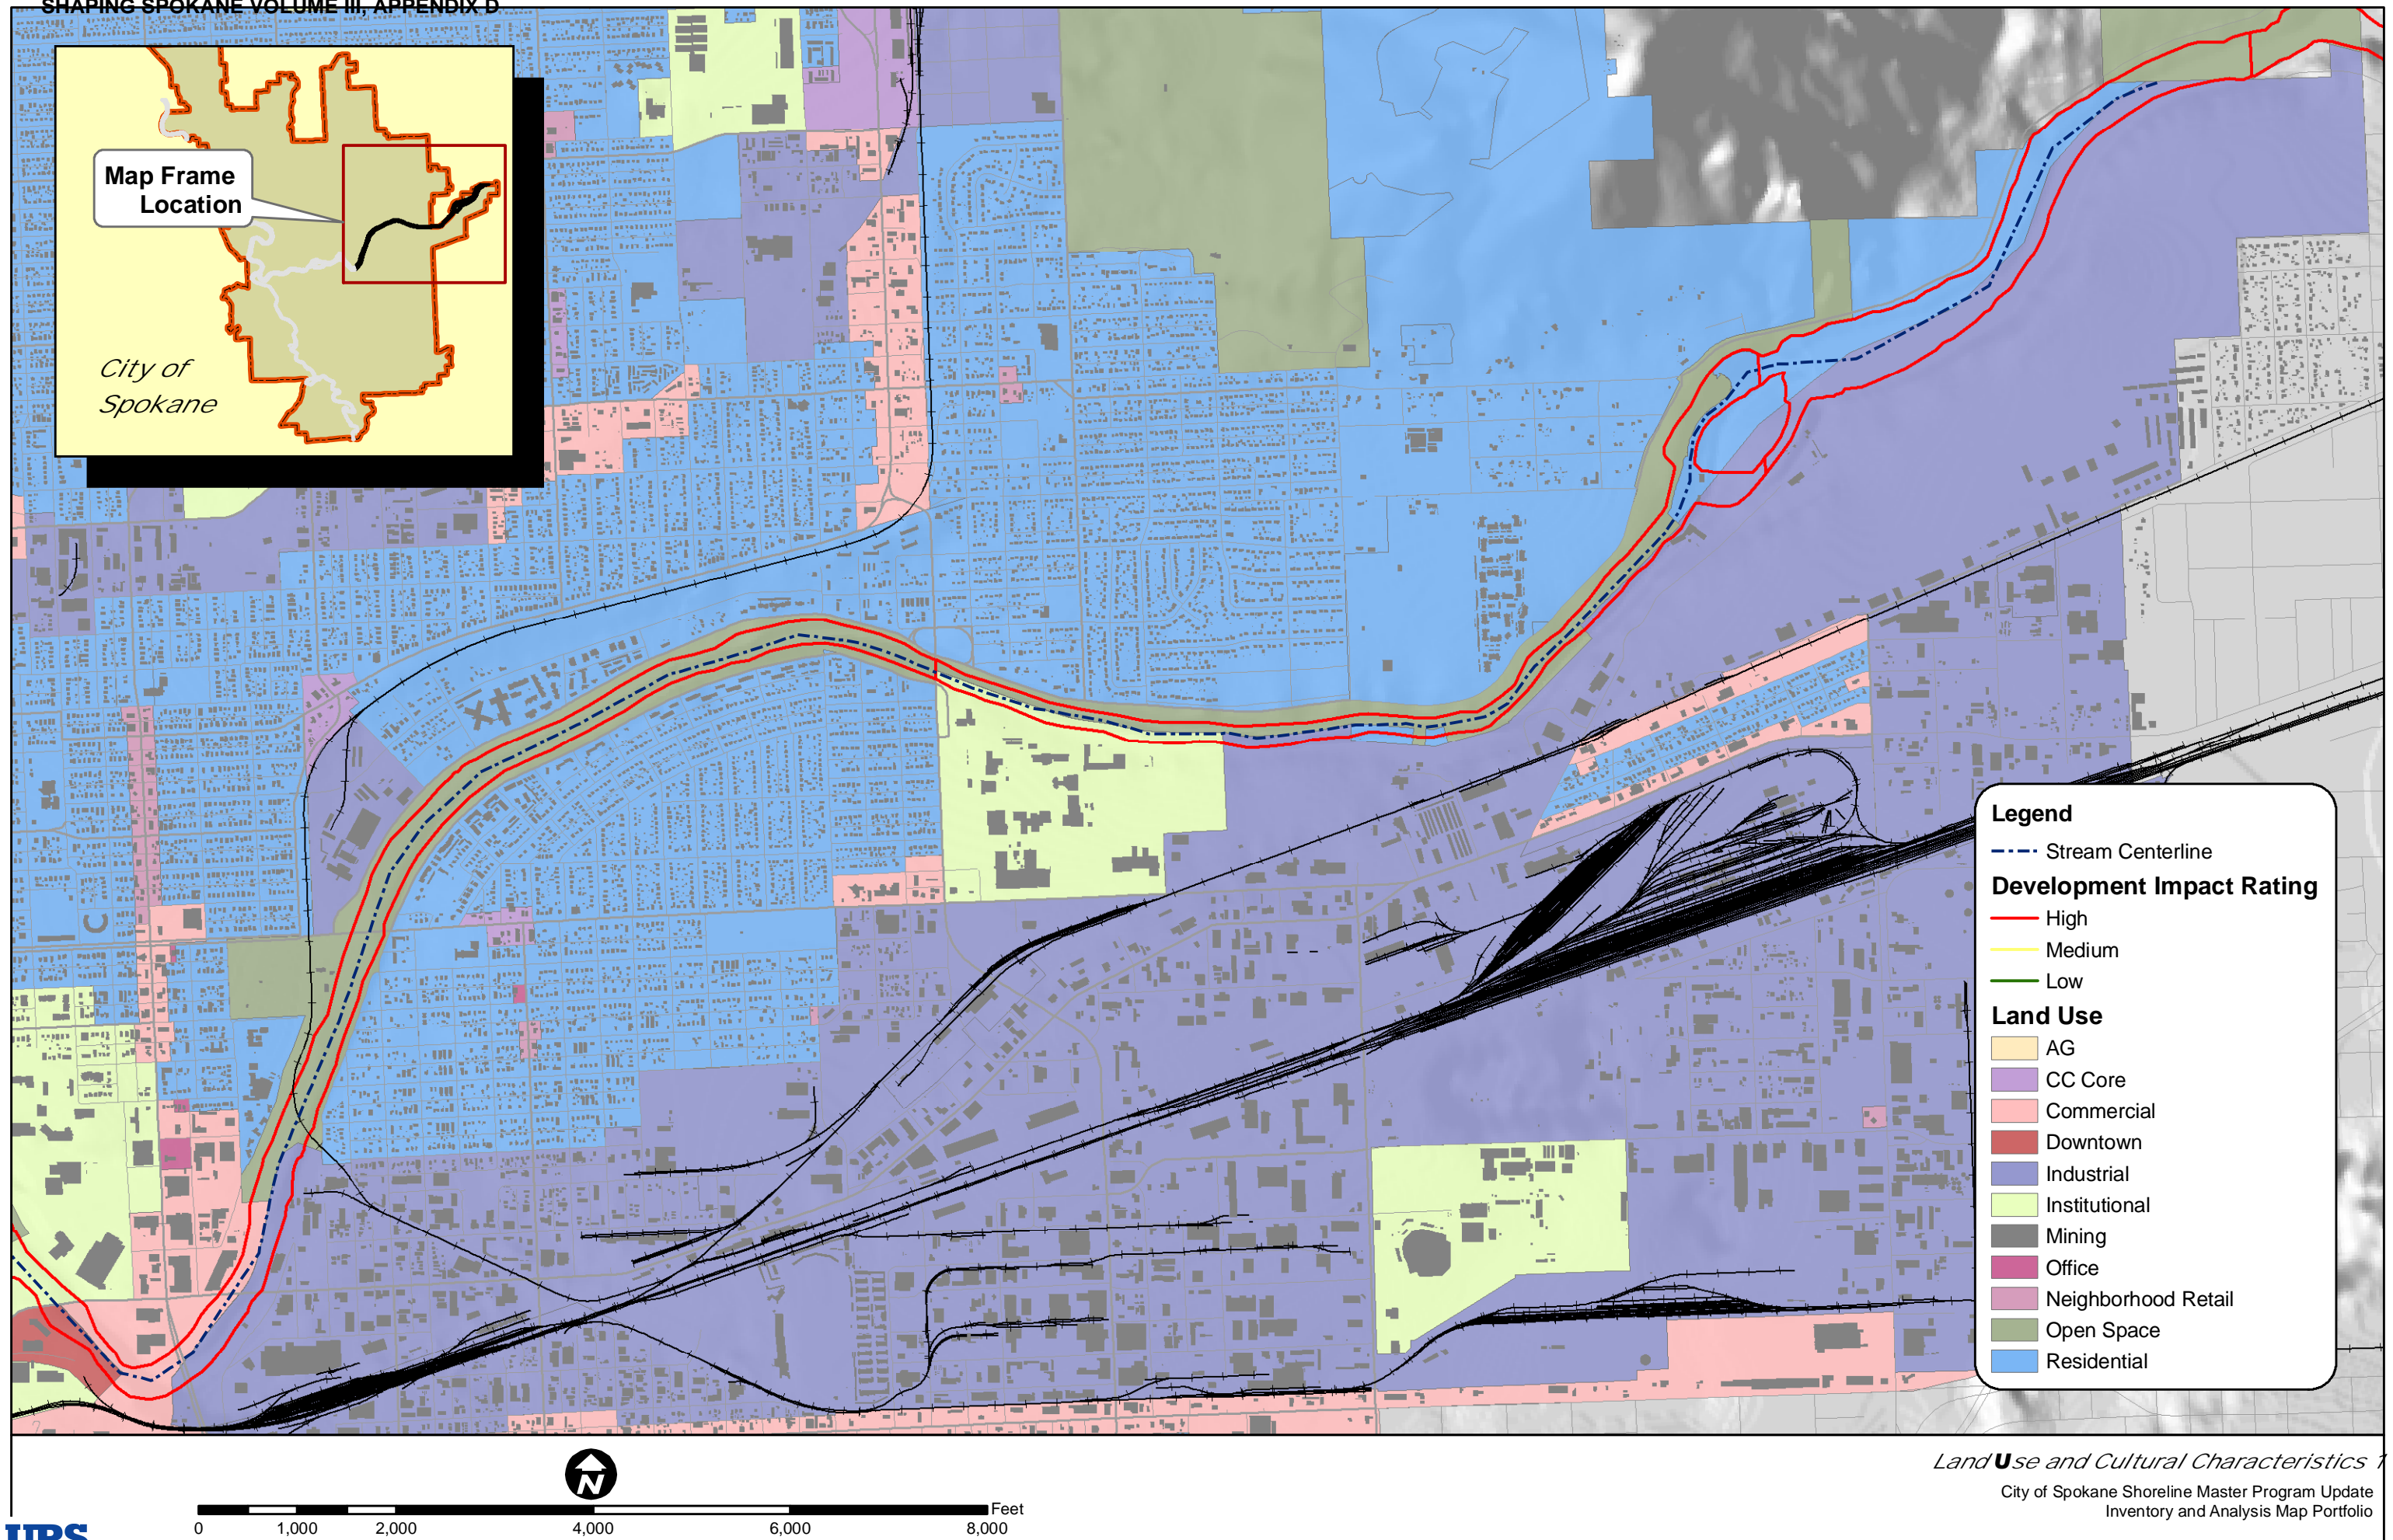 SHAPING SPOKANE VOLUME III, APPENDIX D
Map Frame
Location
City of
Spokane
Legend
Stream Centerline
Development Impact Rating
High
Medium
Low
Land Use
AG
CC Core
Commercial
Downtown
Industrial
Institutional
Mining
Office
Neighborhood Retail
Open Space
Residential
N
Feet
0 1,000 2,000 4,000 6,000 8,000
Land Use and Cultural Characteristics 1
City of Spokane Shoreline Master Program Update
Inventory and Analysis Map Portfolio
URS